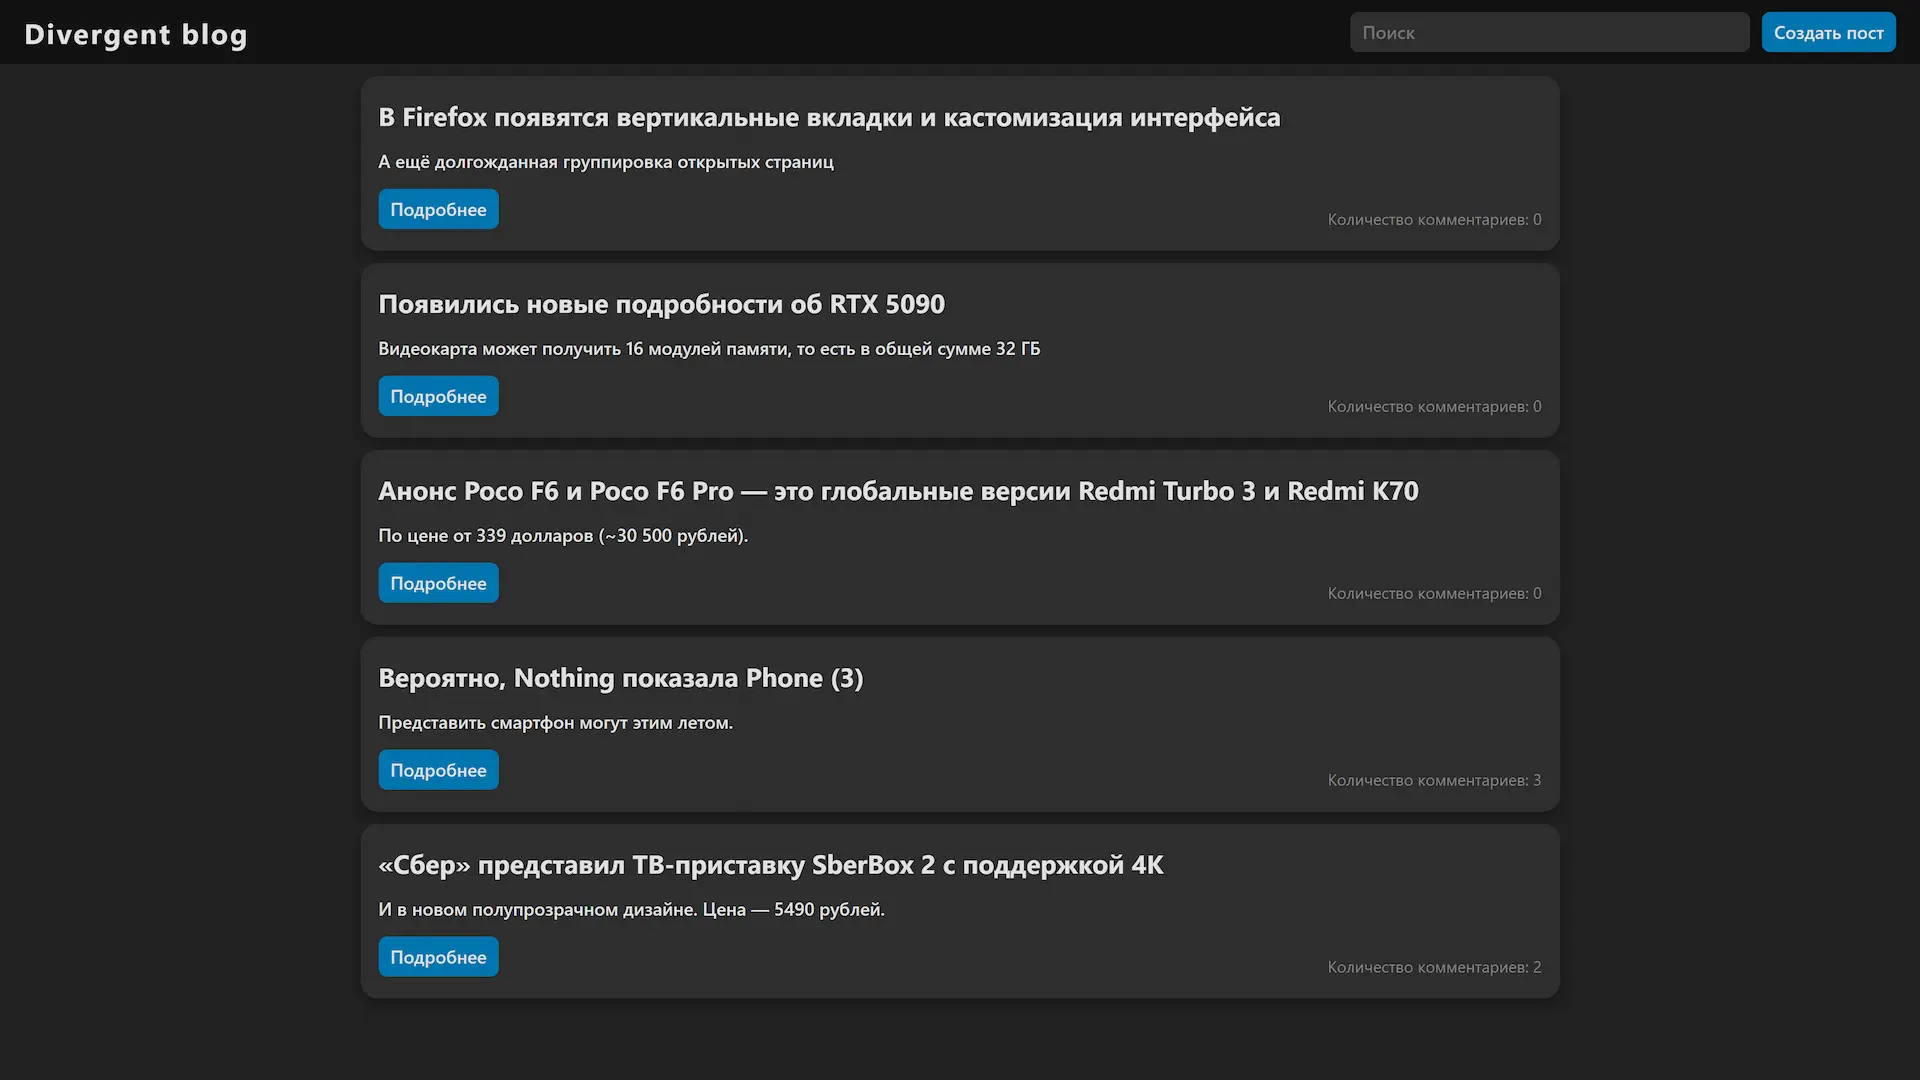 Divergent blog
Поиск
Создать пост
В Firefox появятся вертикальные вкладки и кастомизация интерфейса
А ещё долгожданная группировка открытых страниц
Подробнее
Количество комментариев: 0
Появились новые подробности об RTX 5090
Видеокарта может получить 16 модулей памяти, то есть в общей сумме 32 ГБ
Подробнее
Количество комментариев: 0
Анонс Poco F6 и Poco F6 Pro — это глобальные версии Redmi Turbo 3 и Redmi K70
По цене от 339 долларов (~30 500 рублей).
Подробнее
Количество комментариев: 0
Вероятно, Nothing показала Phone (3)
Представить смартфон могут этим летом.
Подробнее
Количество комментариев: 3
«Сбер» представил ТВ-приставку SberBox 2 с поддержкой 4K
И в новом полупрозрачном дизайне. Цена — 5490 рублей.
Подробнее
Количество комментариев: 2